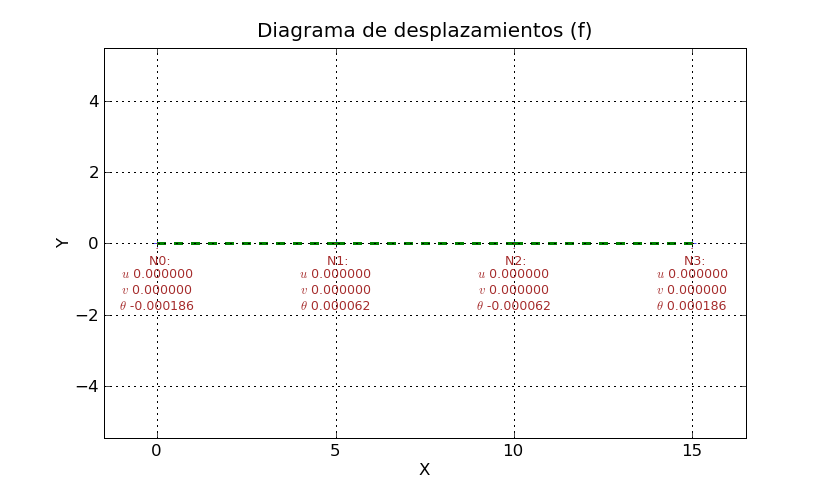 Diagrama de desplazamientos (f)
4
2
Y
0
N0: N1: N2: N3:
u 0.000000 u 0.000000 u 0.000000 u 0.000000
v 0.000000 v 0.000000 v 0.000000 v 0.000000
θ -0.000186 θ 0.000062 θ -0.000062 θ 0.000186
−2
−4
0 5 10 15
X